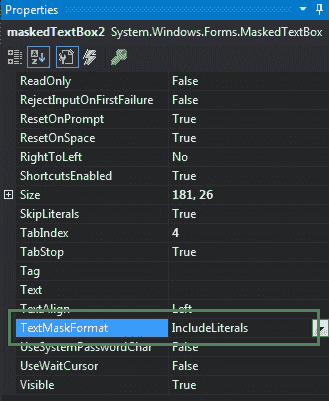 Properties
maskedTextBox2 System.Windows.Forms.MaskedTextBox
ReadOnly False
RejectInputOnFirstFailure False
ResetOnPrompt True
ResetOnSpace True
RightToLeft No
ShortcutsEnabled True
Size 181, 26
SkipLiterals True
TabIndex 4
TabStop True
Tag
Text
TextAlign Left
TextMaskFormat IncludeLiterals
UseSystemPasswordChar False
UseWaitCursor False
Visible True